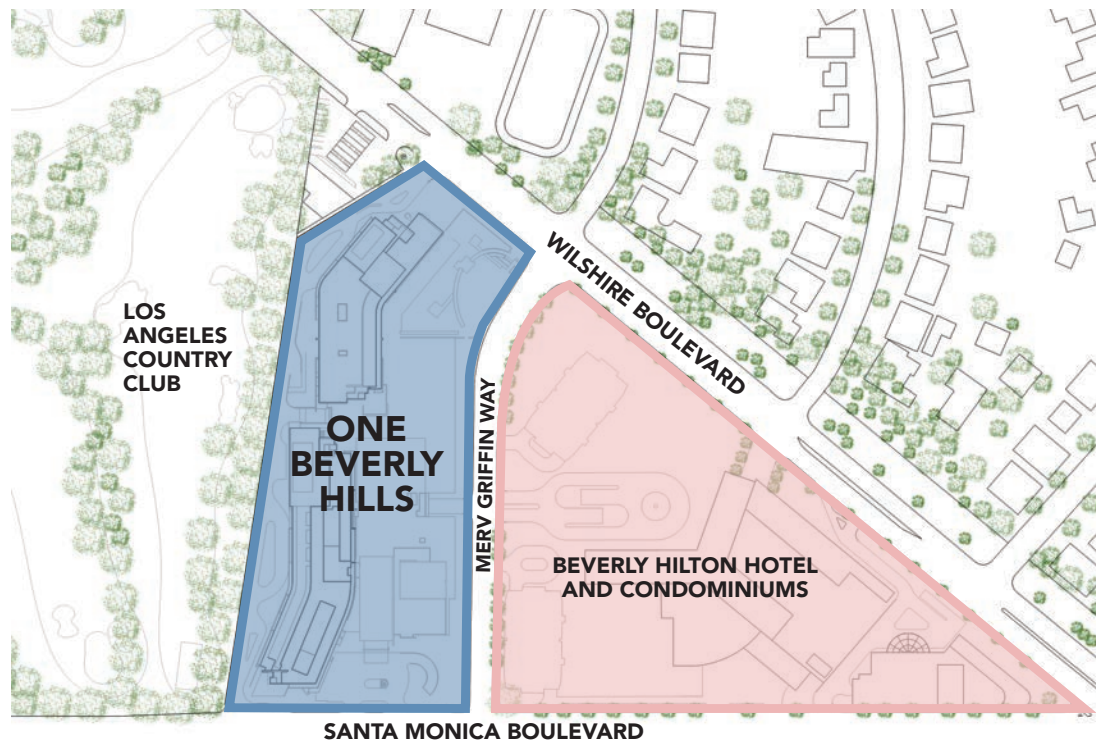 WILSHIRE BOULEVARD
LOS
ANGELES
COUNTRY
CLUB
ONE
BEVERLY
HILLS
MERV GRIFFIN WAY
BEVERLY HILTON HOTEL
AND CONDOMINIUMS
SANTA MONICA BOULEVARD